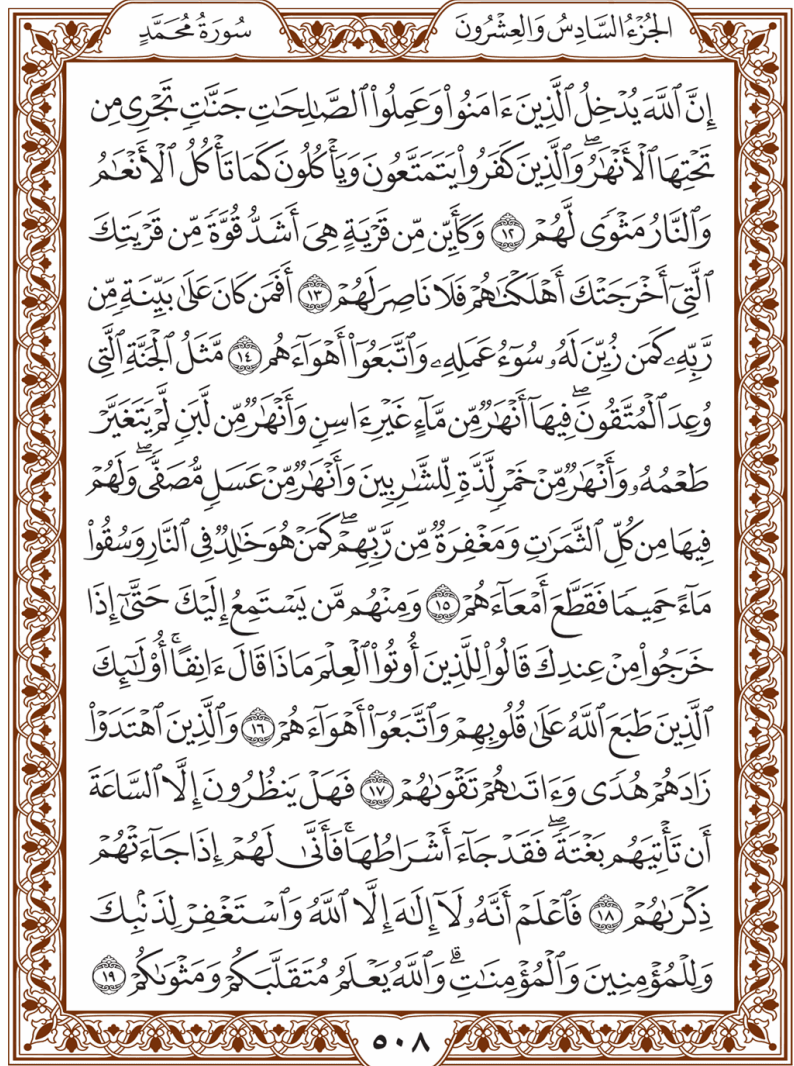 الجُزْءُ السَّادِسُ وَالعِشْرُونَ
سُورَةُ مُحَمَّدٍ
إِنَّ ٱللَّهَ يُدْخِلُ ٱلَّذِينَ ءَامَنُوا۟ وَعَمِلُوا۟ ٱلصَّٰلِحَٰتِ جَنَّٰتٍ تَجْرِى مِن
تَحْتِهَا ٱلْأَنْهَٰرُ ۖ وَٱلَّذِينَ كَفَرُوا۟ يَتَمَتَّعُونَ وَيَأْكُلُونَ كَمَا تَأْكُلُ ٱلْأَنْعَٰمُ
وَٱلنَّارُ مَثْوًى لَّهُمْ ١٢ وَكَأَيِّن مِّن قَرْيَةٍ هِىَ أَشَدُّ قُوَّةً مِّن قَرْيَتِكَ
ٱلَّتِىٓ أَخْرَجَتْكَ أَهْلَكْنَٰهُمْ فَلَا نَاصِرَ لَهُمْ ١٣ أَفَمَن كَانَ عَلَىٰ بَيِّنَةٍ مِّن
رَّبِّهِۦ كَمَن زُيِّنَ لَهُۥ سُوٓءُ عَمَلِهِۦ وَٱتَّبَعُوٓا۟ أَهْوَآءَهُم ١٤ مَّثَلُ ٱلْجَنَّةِ ٱلَّتِى
وُعِدَ ٱلْمُتَّقُونَ ۖ فِيهَآ أَنْهَٰرٌ مِّن مَّآءٍ غَيْرِ ءَاسِنٍ وَأَنْهَٰرٌ مِّن لَّبَنٍ لَّمْ يَتَغَيَّرْ
طَعْمُهُۥ وَأَنْهَٰرٌ مِّنْ خَمْرٍ لَّذَّةٍ لِّلشَّٰرِبِينَ وَأَنْهَٰرٌ مِّنْ عَسَلٍ مُّصَفًّى ۖ وَلَهُمْ
فِيهَا مِن كُلِّ ٱلثَّمَرَٰتِ وَمَغْفِرَةٌ مِّن رَّبِّهِمْ ۖ كَمَنْ هُوَ خَٰلِدٌ فِى ٱلنَّارِ وَسُقُوا۟
مَآءً حَمِيمًا فَقَطَّعَ أَمْعَآءَهُمْ ١٥ وَمِنْهُم مَّن يَسْتَمِعُ إِلَيْكَ حَتَّىٰٓ إِذَا
خَرَجُوا۟ مِنْ عِندِكَ قَالُوا۟ لِلَّذِينَ أُوتُوا۟ ٱلْعِلْمَ مَاذَا قَالَ ءَانِفًا ۚ أُو۟لَٰٓئِكَ
ٱلَّذِينَ طَبَعَ ٱللَّهُ عَلَىٰ قُلُوبِهِمْ وَٱتَّبَعُوٓا۟ أَهْوَآءَهُمْ ١٦ وَٱلَّذِينَ ٱهْتَدَوْا۟
زَادَهُمْ هُدًى وَءَاتَىٰهُمْ تَقْوَىٰهُمْ ١٧ فَهَلْ يَنظُرُونَ إِلَّا ٱلسَّاعَةَ
أَن تَأْتِيَهُم بَغْتَةً ۖ فَقَدْ جَآءَ أَشْرَاطُهَا ۚ فَأَنَّىٰ لَهُمْ إِذَا جَآءَتْهُمْ
ذِكْرَىٰهُمْ ١٨ فَٱعْلَمْ أَنَّهُۥ لَآ إِلَٰهَ إِلَّا ٱللَّهُ وَٱسْتَغْفِرْ لِذَنۢبِكَ
وَلِلْمُؤْمِنِينَ وَٱلْمُؤْمِنَٰتِ ۗ وَٱللَّهُ يَعْلَمُ مُتَقَلَّبَكُمْ وَمَثْوَىٰكُمْ ١٩
٥٠٨